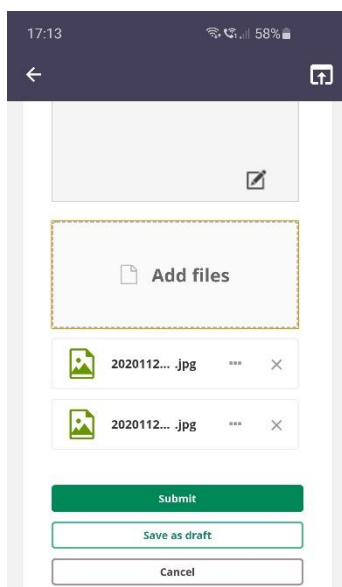 17:13 58%
Add files
2020112... .jpg
2020112... .jpg
Submit
Save as draft
Cancel